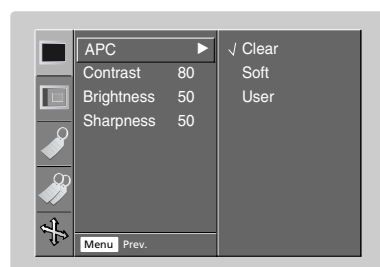 APC ▶
Contrast 80
Brightness 50
Sharpness 50
Menu Prev.
√ Clear
Soft
User